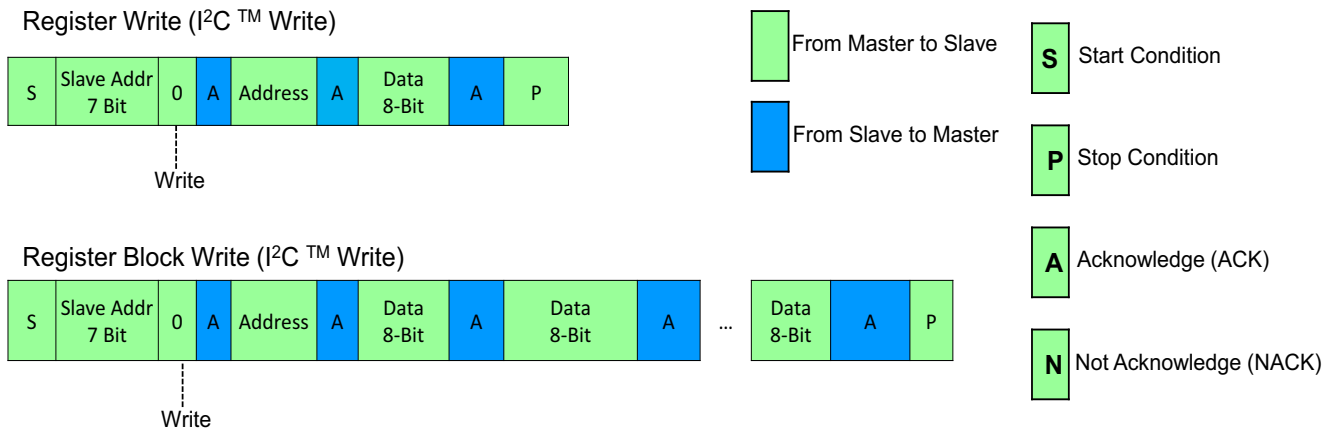 Register Write (I²C ™ Write)
S Slave Addr 7 Bit 0 A Address A Data 8-Bit A P
Write
Register Block Write (I²C ™ Write)
S Slave Addr 7 Bit 0 A Address A Data 8-Bit A Data 8-Bit A ... Data 8-Bit A P
Write
From Master to Slave
From Slave to Master
S Start Condition
P Stop Condition
A Acknowledge (ACK)
N Not Acknowledge (NACK)